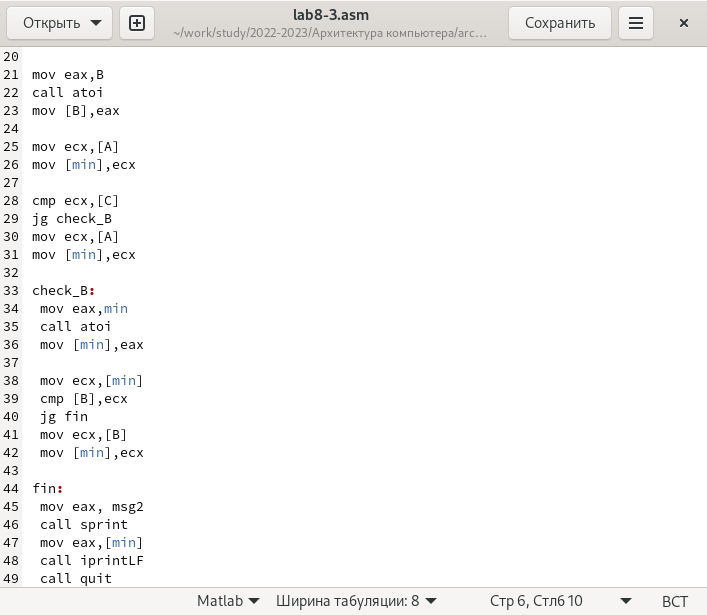 Открыть
lab8-3.asm
~/work/study/2022-2023/Архитектура компьютера/arc...
Сохранить
20
21 mov eax,B
22 call atoi
23 mov [B],eax
24
25 mov ecx,[A]
26 mov [min],ecx
27
28 cmp ecx,[C]
29 jg check_B
30 mov ecx,[A]
31 mov [min],ecx
32
33 check_B:
34  mov eax,min
35  call atoi
36  mov [min],eax
37
38  mov ecx,[min]
39  cmp [B],ecx
40  jg fin
41  mov ecx,[B]
42  mov [min],ecx
43
44 fin:
45  mov eax, msg2
46  call sprint
47  mov eax,[min]
48  call iprintLF
49  call quit
Matlab Ширина табуляции: 8 Стр 6, Стлб 10 ВСТ